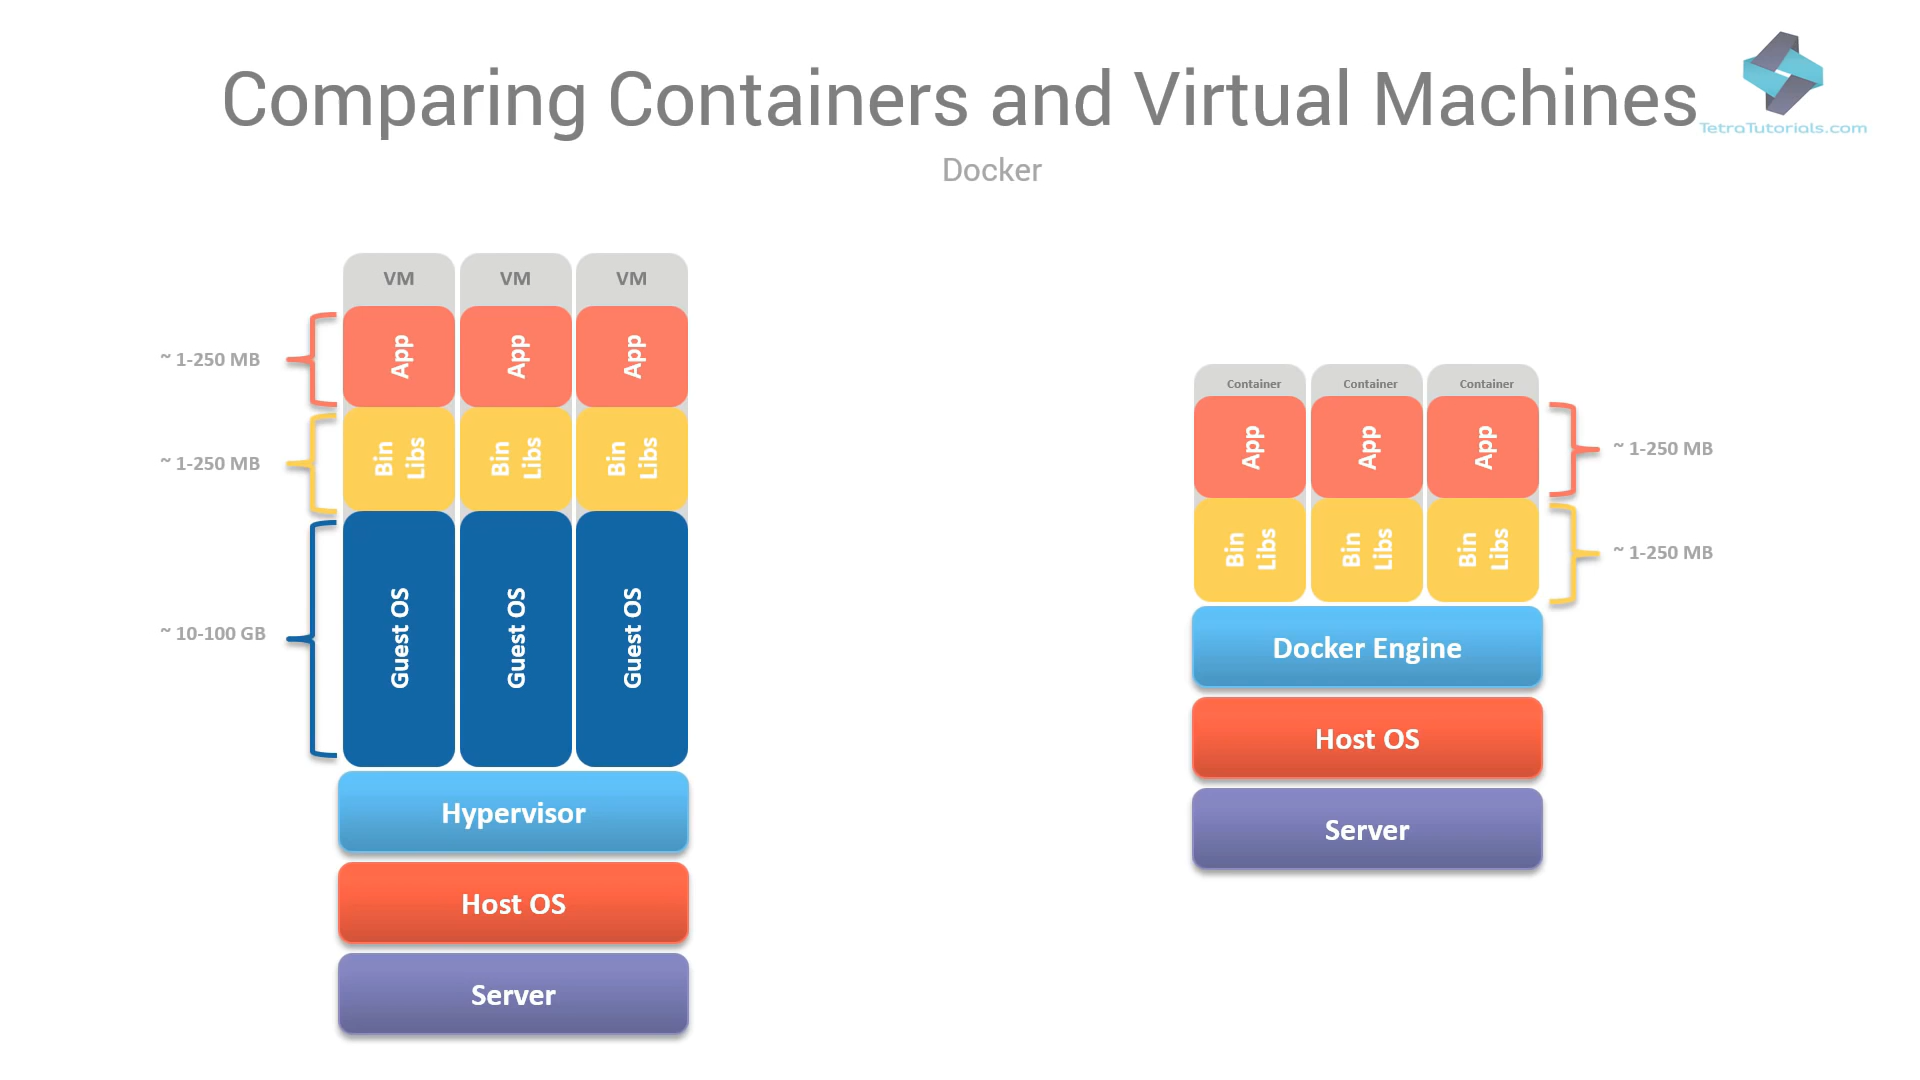 Comparing Containers and Virtual Machines
TetraTutorials.com
Docker
VM
VM
VM
~ 1-250 MB
App
App
App
~ 1-250 MB
Bin
Libs
Bin
Libs
Bin
Libs
~ 10-100 GB
Guest OS
Guest OS
Guest OS
Hypervisor
Host OS
Server
Container
Container
Container
App
App
App
~ 1-250 MB
Bin
Libs
Bin
Libs
Bin
Libs
~ 1-250 MB
Docker Engine
Host OS
Server